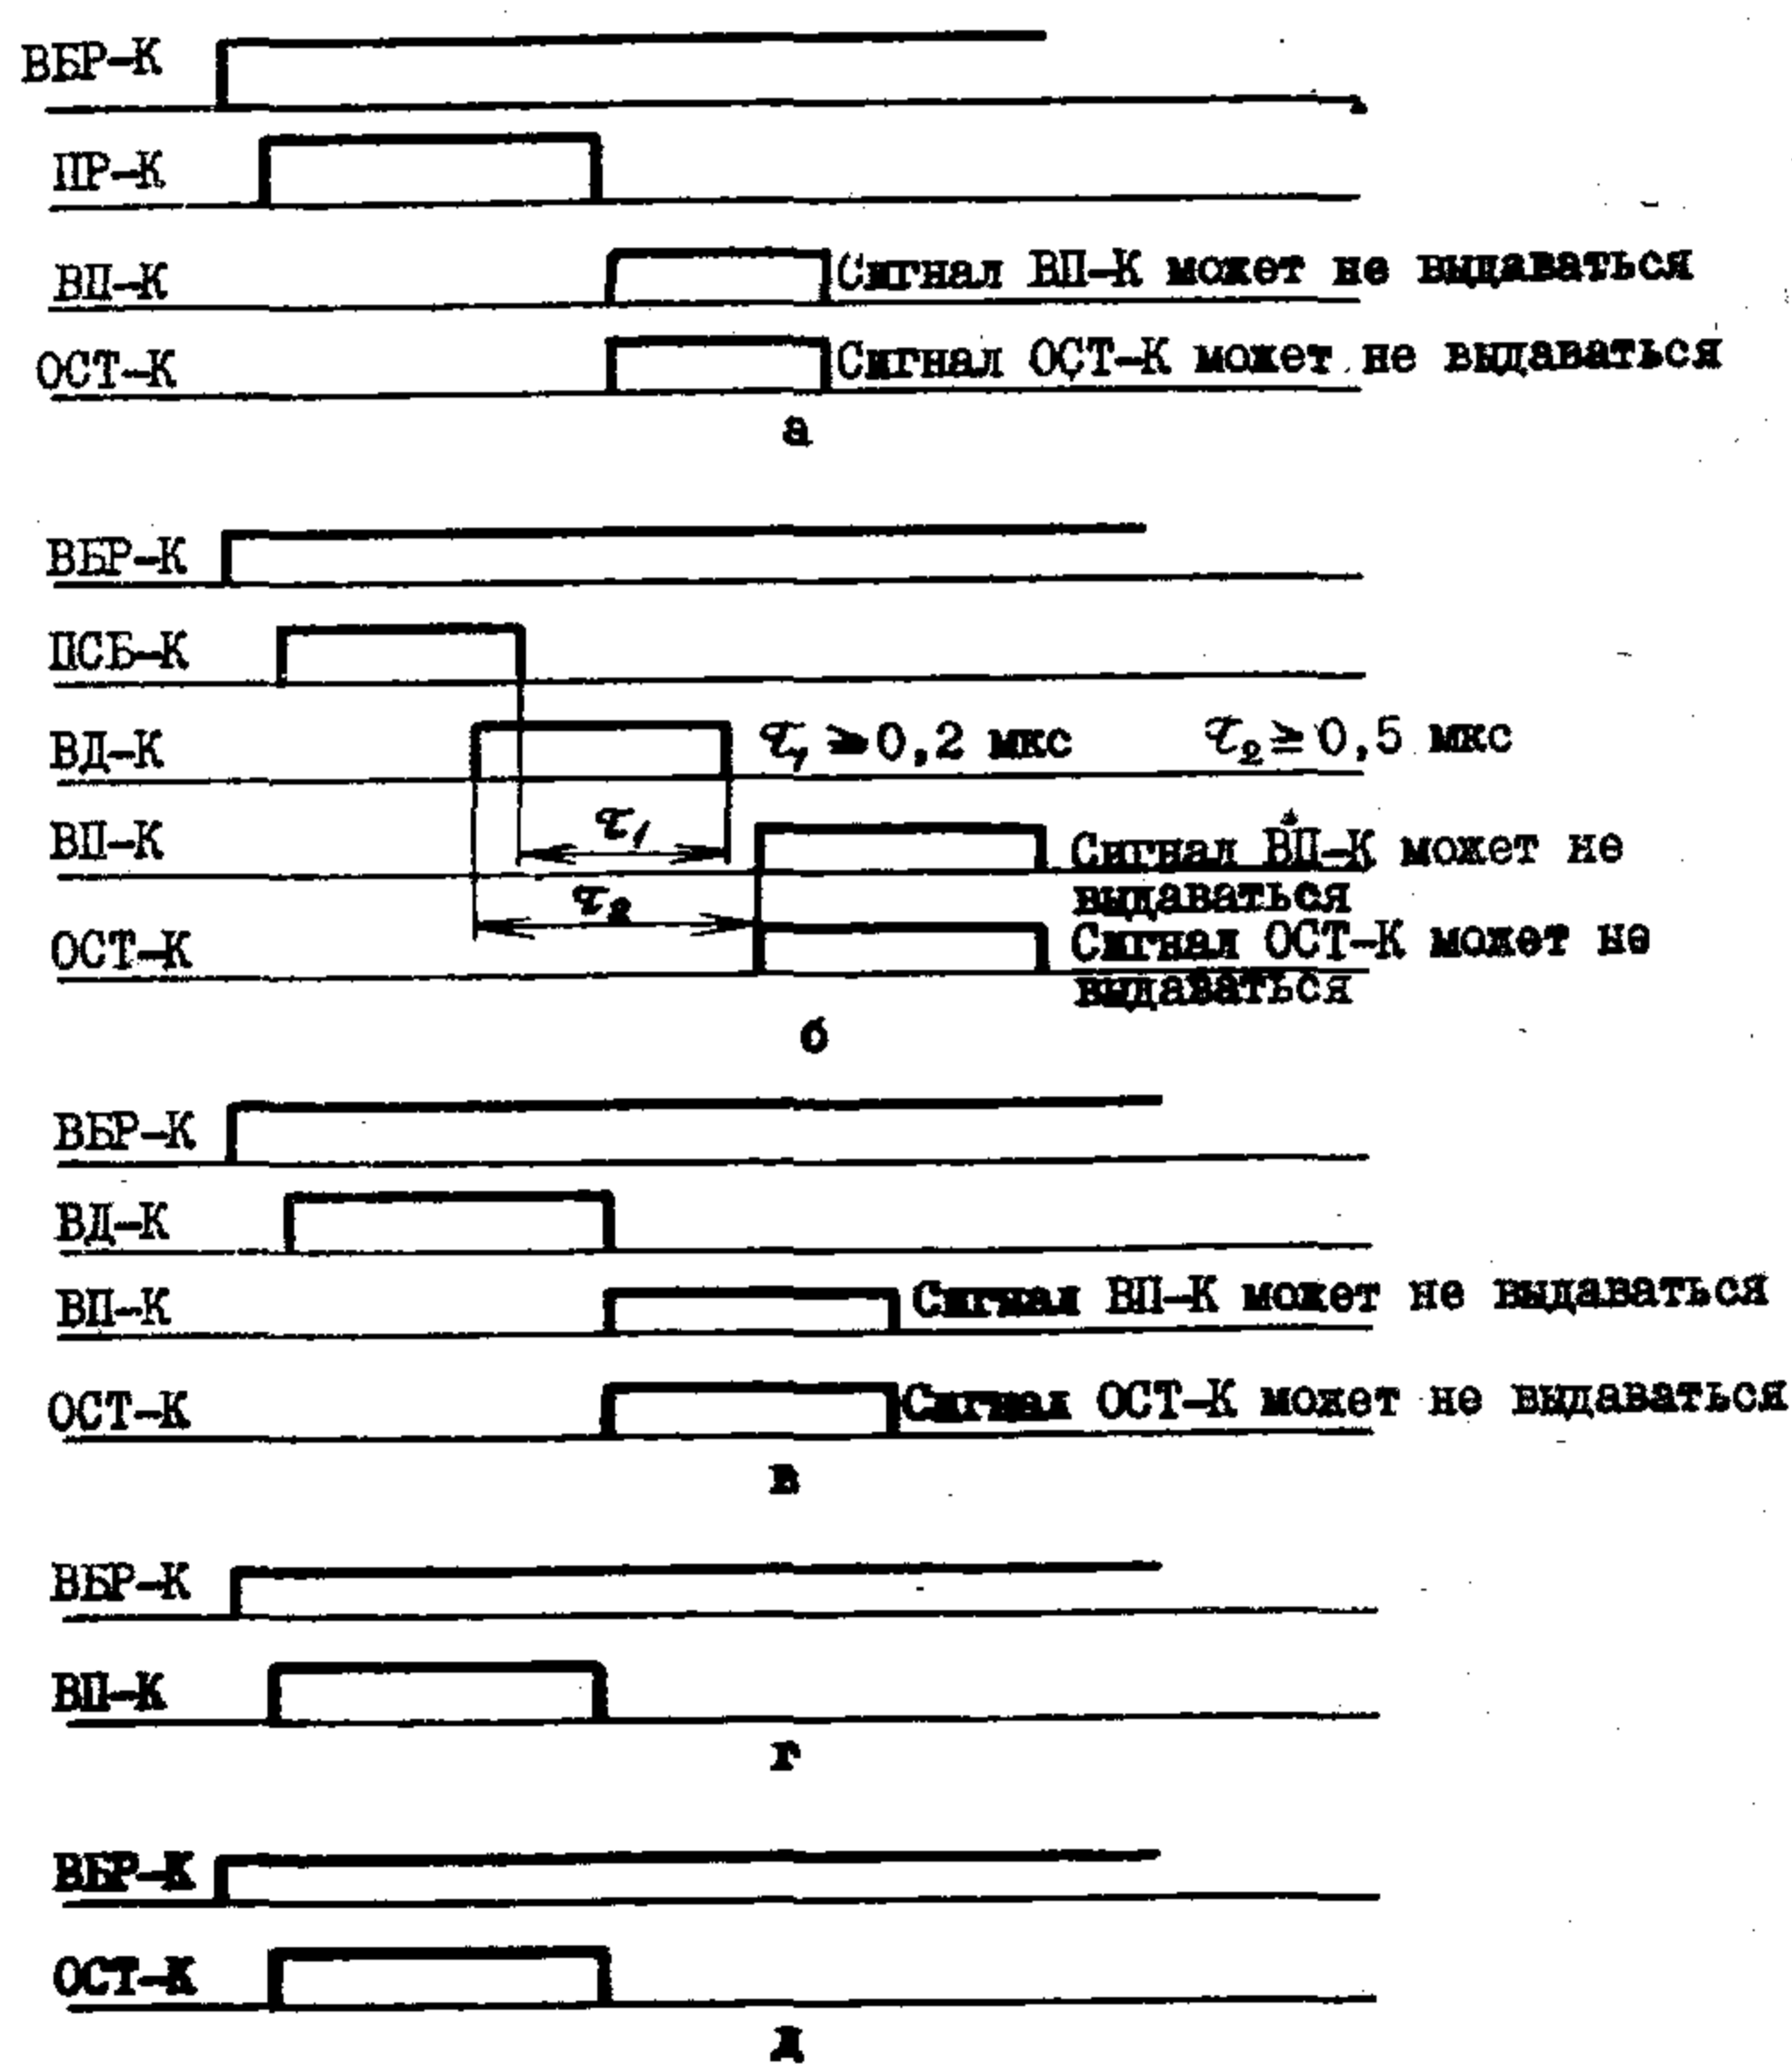 ВБР-К
ПР-К
ВП-К Сигнал ВП-К может не выдаваться
ОСТ-К Сигнал ОСТ-К может не выдаваться
а
ВБР-К
ПСБ-К
ВД-К τ₁ ≥ 0,2 мкс τ₂ ≥ 0,5 мкс
τ₁
ВП-К Сигнал ВП-К может не
выдаваться
τ₂
ОСТ-К Сигнал ОСТ-К может не
выдаваться
б
ВБР-К
ВД-К
ВП-К Сигнал ВП-К может не выдаваться
ОСТ-К Сигнал ОСТ-К может не выдаваться
в
ВБР-К
ВП-К
г
ВБР-К
ОСТ-К
д